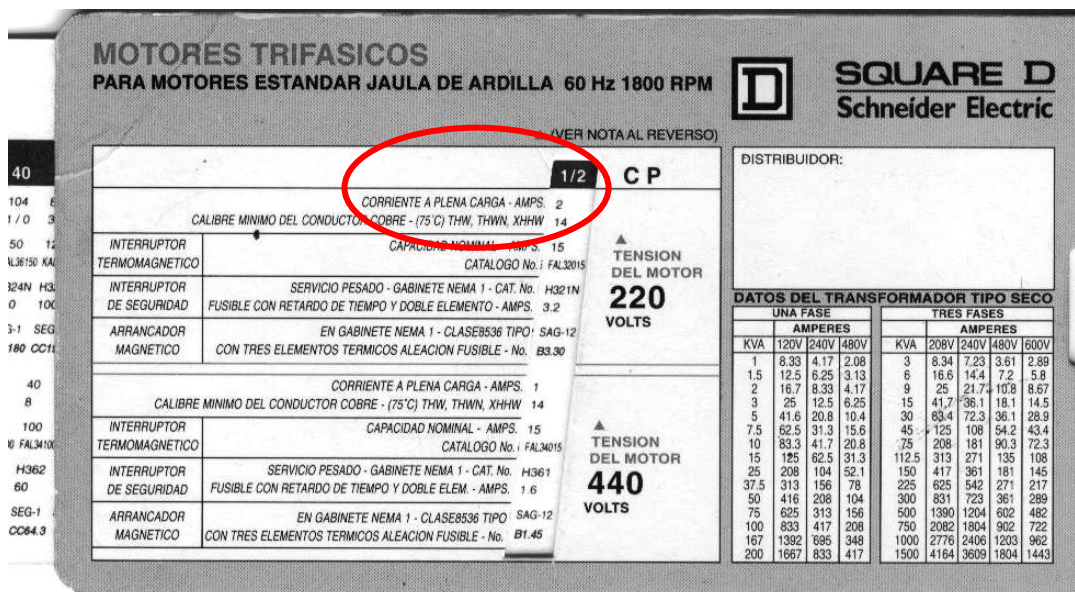 MOTORES TRIFASICOS
PARA MOTORES ESTANDAR JAULA DE ARDILLA 60 Hz 1800 RPM
(VER NOTA AL REVERSO)
SQUARE D
Schneider Electric
DISTRIBUIDOR:
1/2 CP
CORRIENTE A PLENA CARGA - AMPS. 2
CALIBRE MINIMO DEL CONDUCTOR COBRE - (75°C) THW, THWN, XHHW 14
INTERRUPTOR TERMOMAGNETICO
CAPACIDAD NOMINAL - AMPS. 15
CATALOGO No. FAL32015
INTERRUPTOR DE SEGURIDAD
SERVICIO PESADO - GABINETE NEMA 1 - CAT. No. H321N
FUSIBLE CON RETARDO DE TIEMPO Y DOBLE ELEMENTO - AMPS. 3.2
ARRANCADOR MAGNETICO
EN GABINETE NEMA 1 - CLASE8536 TIPO SAG-12
CON TRES ELEMENTOS TERMICOS ALEACION FUSIBLE - No. B3.30
TENSION
DEL MOTOR
220
VOLTS
CORRIENTE A PLENA CARGA - AMPS. 1
CALIBRE MINIMO DEL CONDUCTOR COBRE - (75°C) THW, THWN, XHHW 14
INTERRUPTOR TERMOMAGNETICO
CAPACIDAD NOMINAL - AMPS. 15
CATALOGO No. FAL34015
INTERRUPTOR DE SEGURIDAD
SERVICIO PESADO - GABINETE NEMA 1 - CAT. No. H361
FUSIBLE CON RETARDO DE TIEMPO Y DOBLE ELEM. - AMPS. 1.6
ARRANCADOR MAGNETICO
EN GABINETE NEMA 1 - CLASE8536 TIPO SAG-12
CON TRES ELEMENTOS TERMICOS ALEACION FUSIBLE - No. B1.45
TENSION
DEL MOTOR
440
VOLTS
DATOS DEL TRANSFORMADOR TIPO SECO
UNA FASE
AMPERES
KVA 120V 240V 480V
1 8.33 4.17 2.08
1.5 12.5 6.25 3.13
2 16.7 8.33 4.17
3 25 12.5 6.25
5 41.6 20.8 10.4
7.5 62.5 31.3 15.6
10 83.3 41.7 20.8
15 125 62.5 31.3
25 208 104 52.1
37.5 313 156 78
50 416 208 104
75 625 313 156
100 833 417 208
167 1392 695 348
200 1667 833 417
TRES FASES
AMPERES
KVA 208V 240V 480V 600V
3 8.34 7.23 3.61 2.89
6 16.6 14.4 7.2 5.8
9 25 21.7 10.8 8.67
15 41.7 36.1 18.1 14.5
30 83.4 72.3 36.1 28.9
45 125 108 54.2 43.4
75 208 181 90.3 72.3
112.5 313 271 135 108
150 417 361 181 145
225 625 542 271 217
300 831 723 361 289
500 1390 1204 602 482
750 2082 1804 902 722
1000 2776 2406 1203 962
1500 4164 3609 1804 1443
40
104
1/0 3
50
40
8
100
H362
60
SEG-1
CC64.3